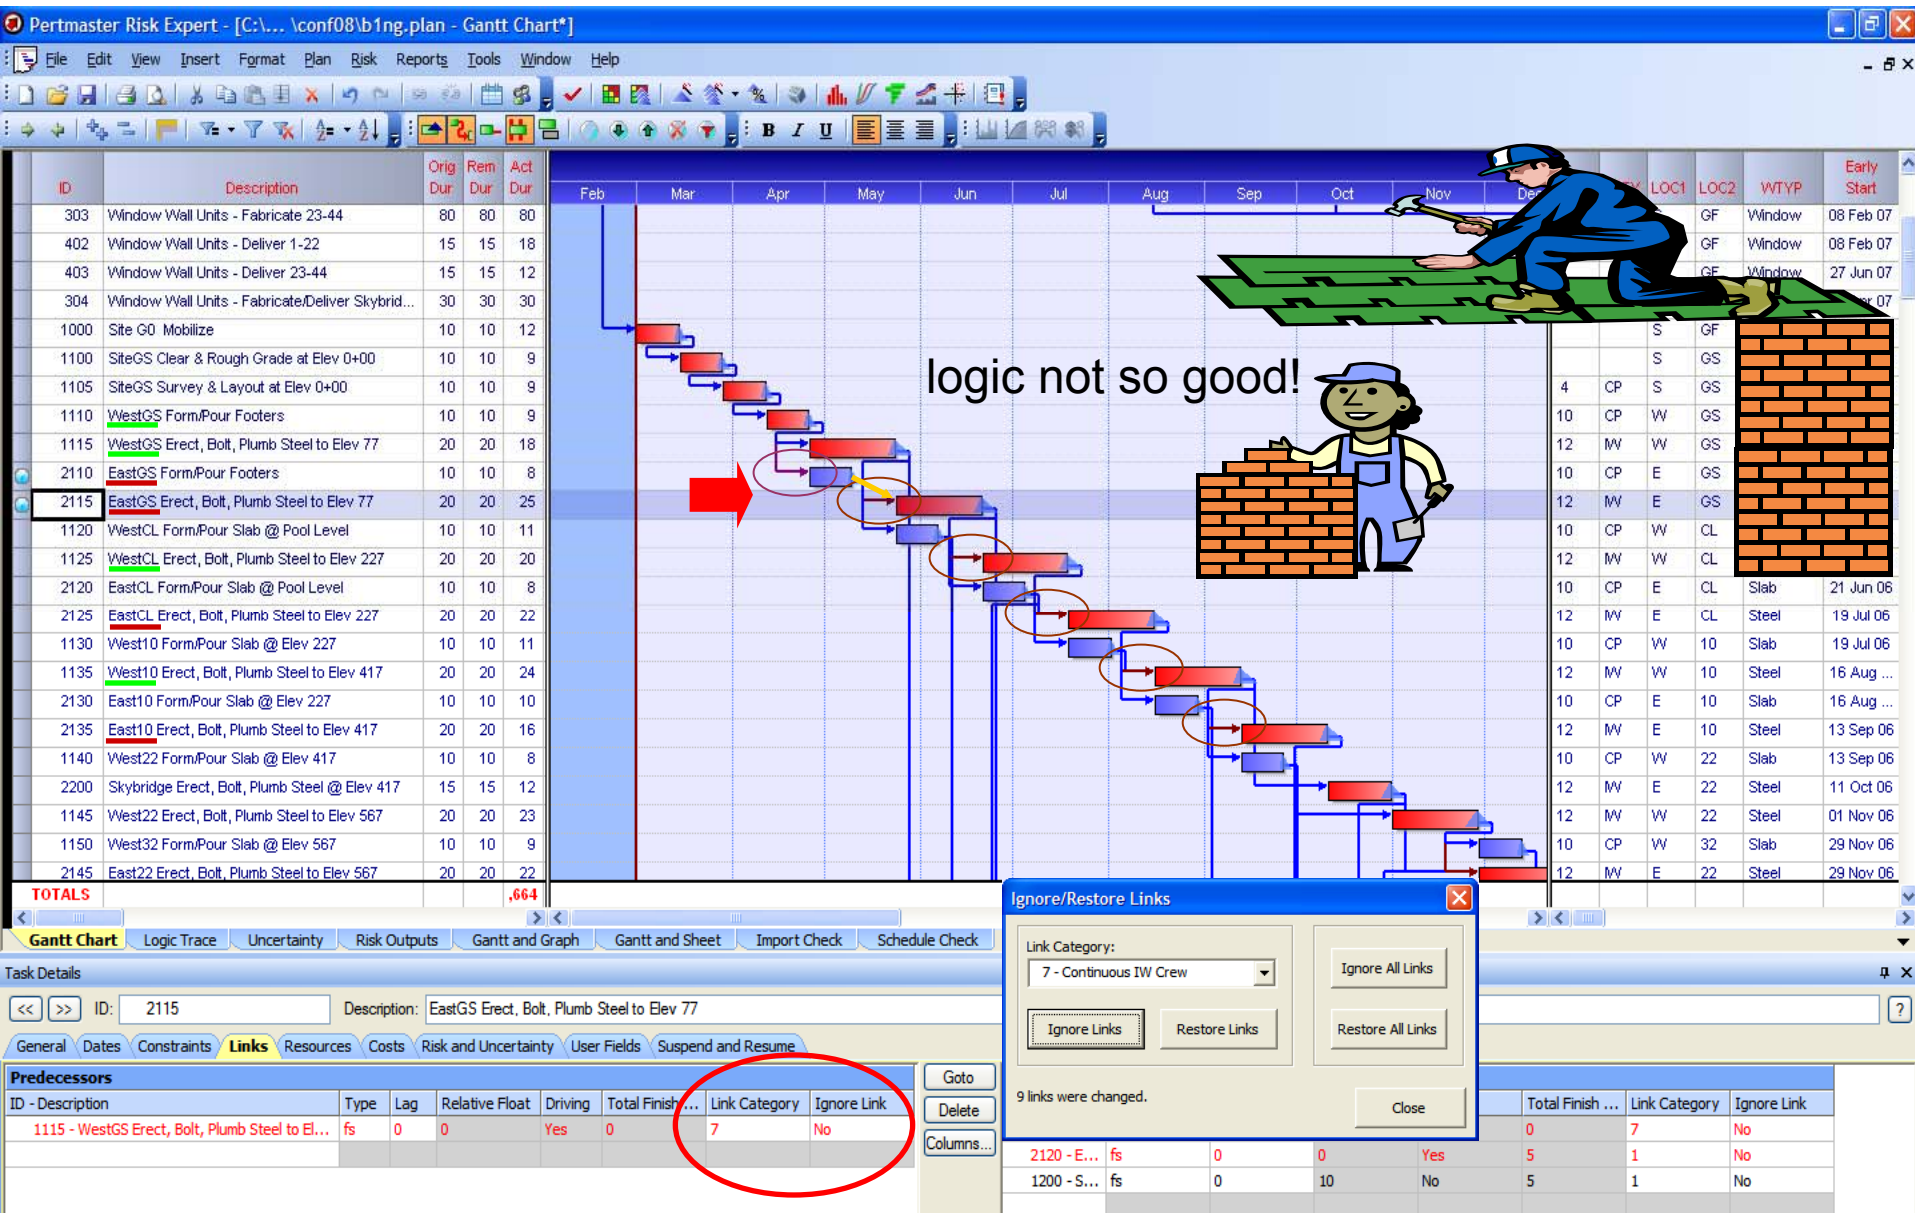 Pertmaster Risk Expert - [C:\... \conf08\b1ng.plan - Gantt Chart*]
File Edit View Insert Format Plan Risk Reports Tools Window Help
B I U
ID Description Orig Dur Rem Dur Act Dur Feb Mar Apr May Jun Jul Aug Sep Oct Nov Dec LOC1 LOC2 WTYP Early Start
303 Window Wall Units - Fabricate 23-44 80 80 80 GF Window 08 Feb 07
402 Window Wall Units - Deliver 1-22 15 15 18 GF Window 08 Feb 07
403 Window Wall Units - Deliver 23-44 15 15 12 GF Window 27 Jun 07
304 Window Wall Units - Fabricate/Deliver Skybrid... 30 30 30 07
1000 Site G0 Mobilize 10 10 12 S GF
1100 SiteGS Clear & Rough Grade at Elev 0+00 10 10 9 S GS
logic not so good!
1105 SiteGS Survey & Layout at Elev 0+00 10 10 9 4 CP S GS
1110 WestGS Form/Pour Footers 10 10 9 10 CP W GS
1115 WestGS Erect, Bolt, Plumb Steel to Elev 77 20 20 18 12 IW W GS
2110 EastGS Form/Pour Footers 10 10 8 10 CP E GS
2115 EastGS Erect, Bolt, Plumb Steel to Elev 77 20 20 25 12 IW E GS
1120 WestCL Form/Pour Slab @ Pool Level 10 10 11 10 CP W CL
1125 WestCL Erect, Bolt, Plumb Steel to Elev 227 20 20 20 12 IW W CL
2120 EastCL Form/Pour Slab @ Pool Level 10 10 8 10 CP E CL Slab 21 Jun 06
2125 EastCL Erect, Bolt, Plumb Steel to Elev 227 20 20 22 12 IW E CL Steel 19 Jul 06
1130 West10 Form/Pour Slab @ Elev 227 10 10 11 10 CP W 10 Slab 19 Jul 06
1135 West10 Erect, Bolt, Plumb Steel to Elev 417 20 20 24 12 IW W 10 Steel 16 Aug ...
2130 East10 Form/Pour Slab @ Elev 227 10 10 10 10 CP E 10 Slab 16 Aug ...
2135 East10 Erect, Bolt, Plumb Steel to Elev 417 20 20 16 12 IW E 10 Steel 13 Sep 06
1140 West22 Form/Pour Slab @ Elev 417 10 10 8 10 CP W 22 Slab 13 Sep 06
2200 Skybridge Erect, Bolt, Plumb Steel @ Elev 417 15 15 12 12 IW E 22 Steel 11 Oct 06
1145 West22 Erect, Bolt, Plumb Steel to Elev 567 20 20 23 12 IW W 22 Steel 01 Nov 06
1150 West32 Form/Pour Slab @ Elev 567 10 10 9 10 CP W 32 Slab 29 Nov 06
2145 East22 Erect, Bolt, Plumb Steel to Elev 567 20 20 22 12 IW E 22 Steel 29 Nov 06
TOTALS ,664
Gantt Chart Logic Trace Uncertainty Risk Outputs Gantt and Graph Gantt and Sheet Import Check Schedule Check
Ignore/Restore Links
Link Category:
7 - Continuous IW Crew Ignore All Links
Ignore Links Restore Links Restore All Links
9 links were changed. Close
Task Details
<< >> ID: 2115 Description: EastGS Erect, Bolt, Plumb Steel to Elev 77 ?
General Dates Constraints Links Resources Costs Risk and Uncertainty User Fields Suspend and Resume
Predecessors
ID - Description Type Lag Relative Float Driving Total Finish ... Link Category Ignore Link
1115 - WestGS Erect, Bolt, Plumb Steel to El... fs 0 0 Yes 0 7 No
Goto
Delete
Columns...
Total Finish ... Link Category Ignore Link
0 7 No
2120 - E... fs 0 0 Yes 5 1 No
1200 - S... fs 0 10 No 5 1 No